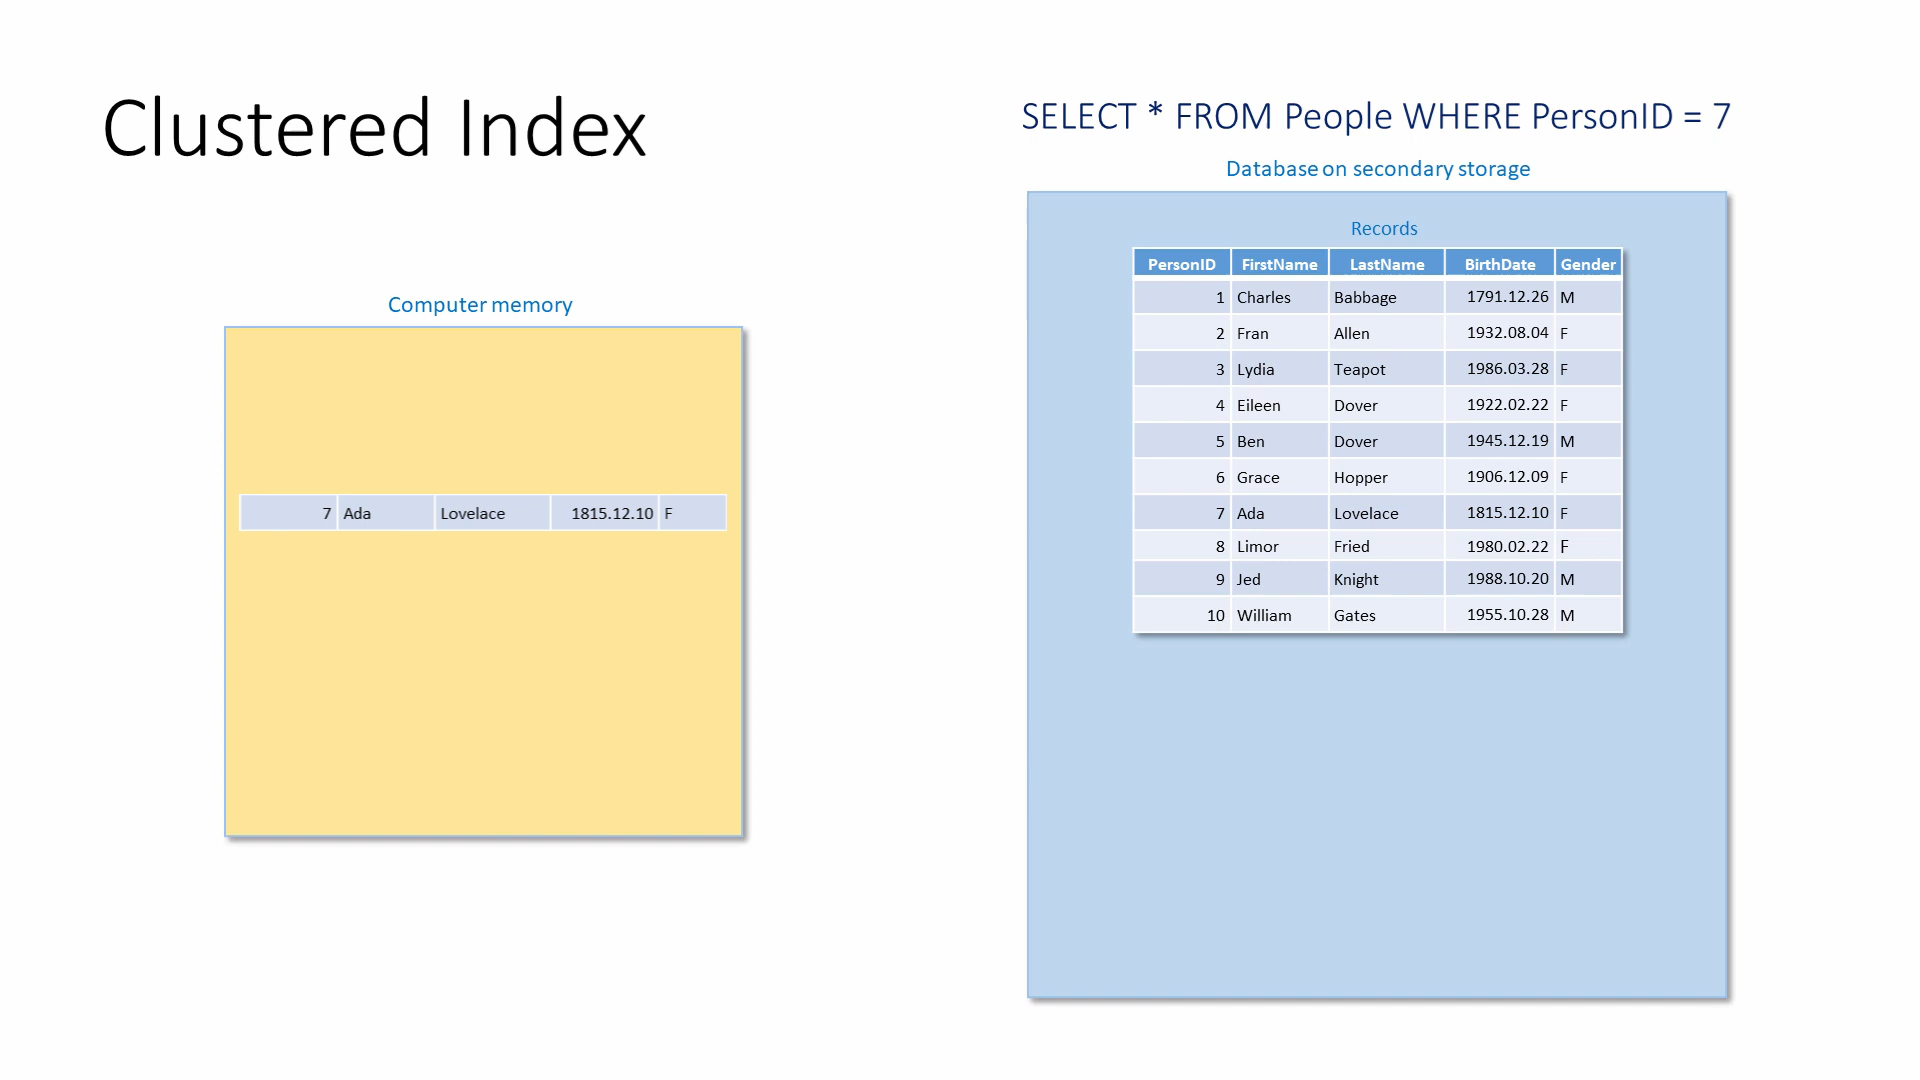 Clustered Index
SELECT * FROM People WHERE PersonID = 7
Database on secondary storage
Computer memory
7 Ada Lovelace 1815.12.10 F
Records
PersonID FirstName LastName BirthDate Gender
1 Charles Babbage 1791.12.26 M
2 Fran Allen 1932.08.04 F
3 Lydia Teapot 1986.03.28 F
4 Eileen Dover 1922.02.22 F
5 Ben Dover 1945.12.19 M
6 Grace Hopper 1906.12.09 F
7 Ada Lovelace 1815.12.10 F
8 Limor Fried 1980.02.22 F
9 Jed Knight 1988.10.20 M
10 William Gates 1955.10.28 M